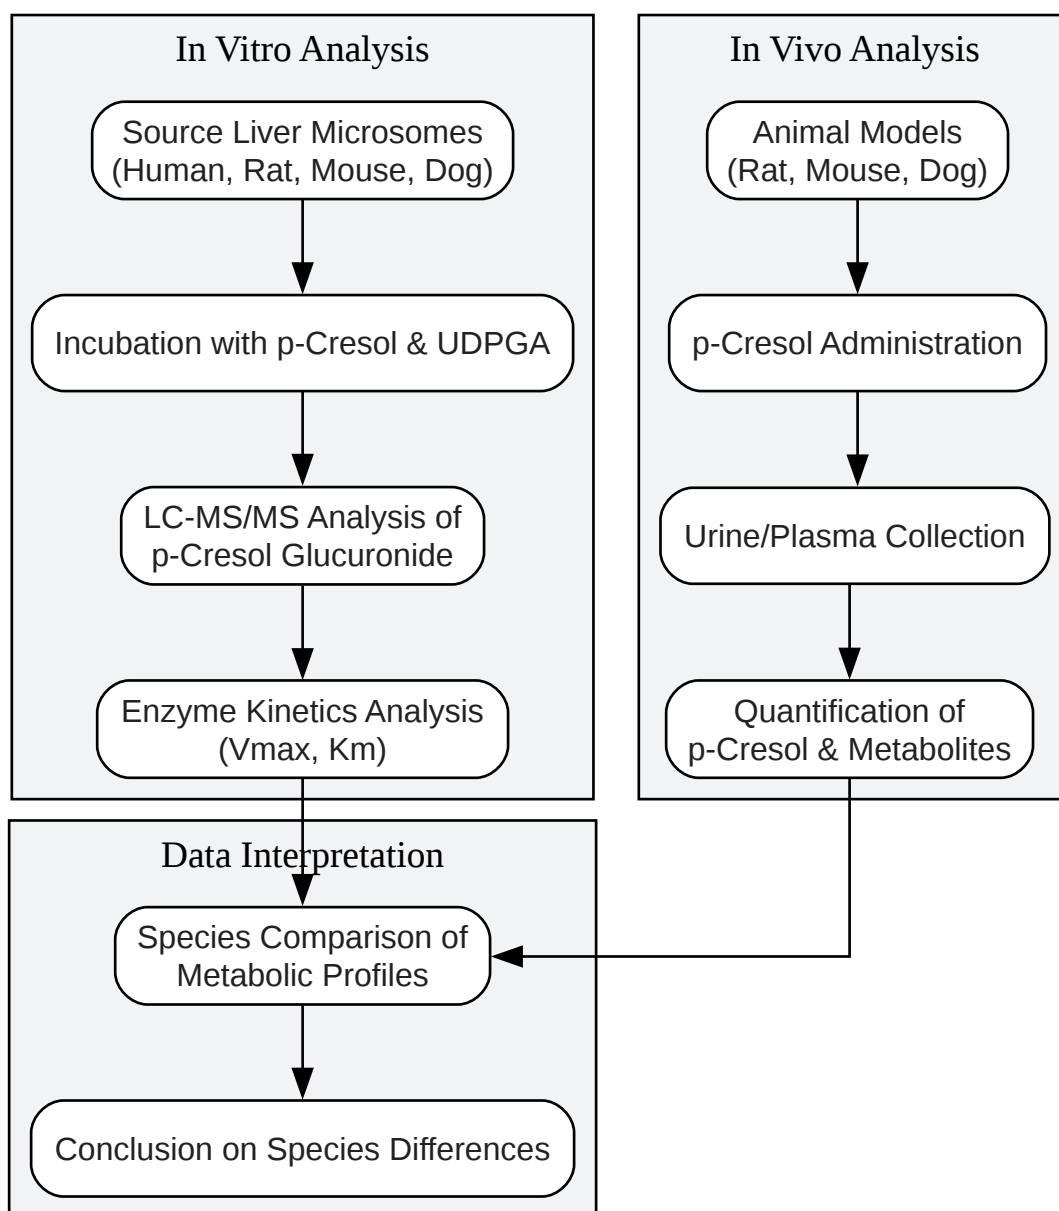 In Vitro Analysis
Source Liver Microsomes
(Human, Rat, Mouse, Dog)
Incubation with p-Cresol & UDPGA
LC-MS/MS Analysis of
p-Cresol Glucuronide
Enzyme Kinetics Analysis
(Vmax, Km)
In Vivo Analysis
Animal Models
(Rat, Mouse, Dog)
p-Cresol Administration
Urine/Plasma Collection
Quantification of
p-Cresol & Metabolites
Data Interpretation
Species Comparison of
Metabolic Profiles
Conclusion on Species Differences